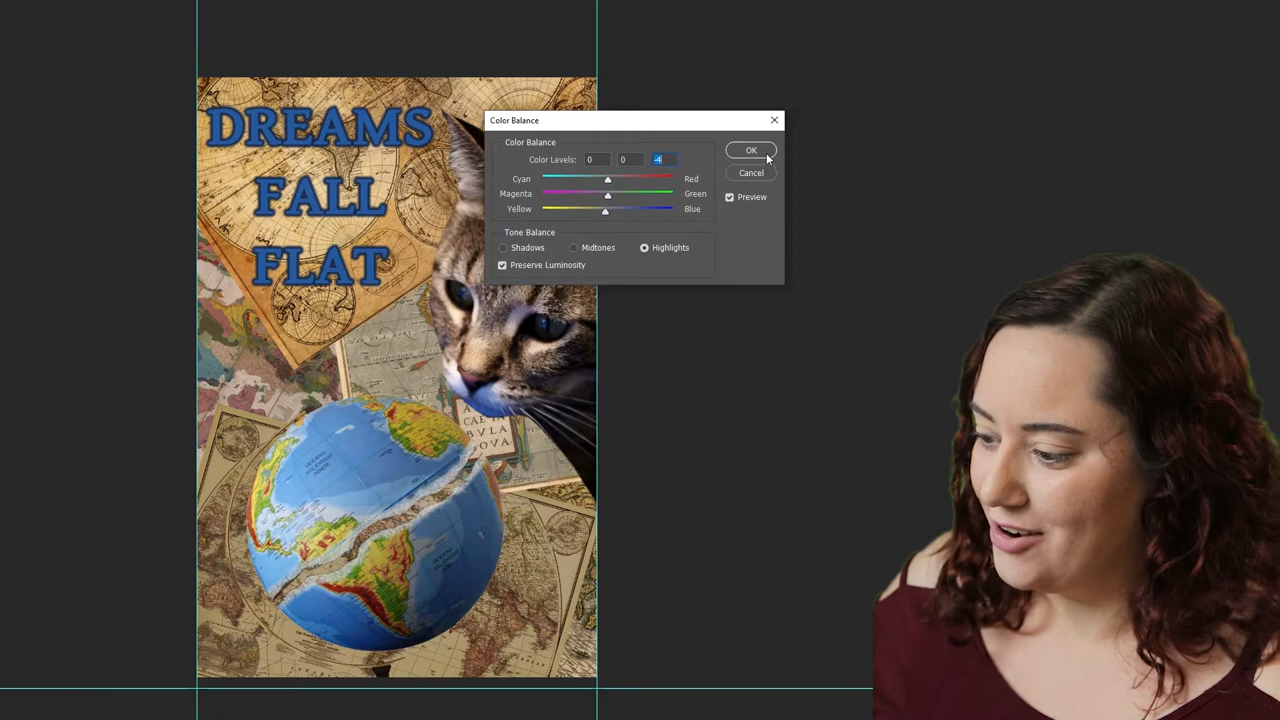 DREAMS
FALL
FLAT
Color Balance
Color Balance
Color Levels: 0 0 -4
Cyan Red
Magenta Green
Yellow Blue
Tone Balance
Shadows Midtones Highlights
Preserve Luminosity
OK
Cancel
Preview